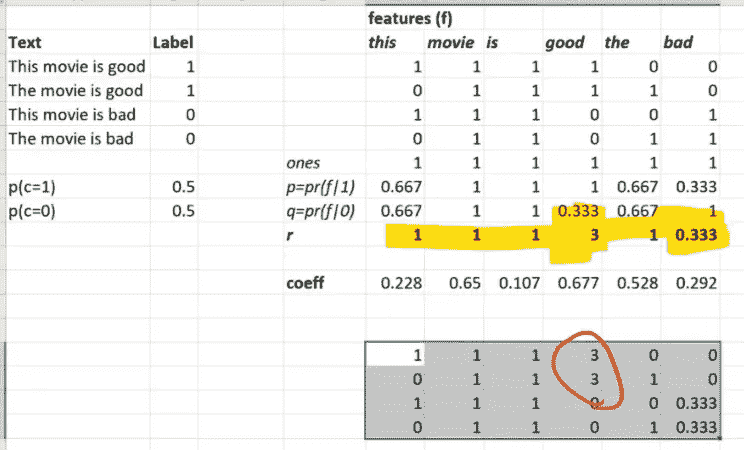 features (f)
Text Label this movie is good the bad
This movie is good 1 1 1 1 1 0 0
The movie is good 1 0 1 1 1 1 0
This movie is bad 0 1 1 1 0 0 1
The movie is bad 0 0 1 1 0 1 1
ones 1 1 1 1 1 1
p(c=1) 0.5 p=pr(f|1) 0.667 1 1 1 0.667 0.333
p(c=0) 0.5 q=pr(f|0) 0.667 1 1 0.333 0.667 1
r 1 1 1 3 1 0.333
coeff 0.228 0.65 0.107 0.677 0.528 0.292
1 1 1 3 0 0
0 1 1 3 1 0
1 1 1 0 0 0.333
0 1 1 0 1 0.333